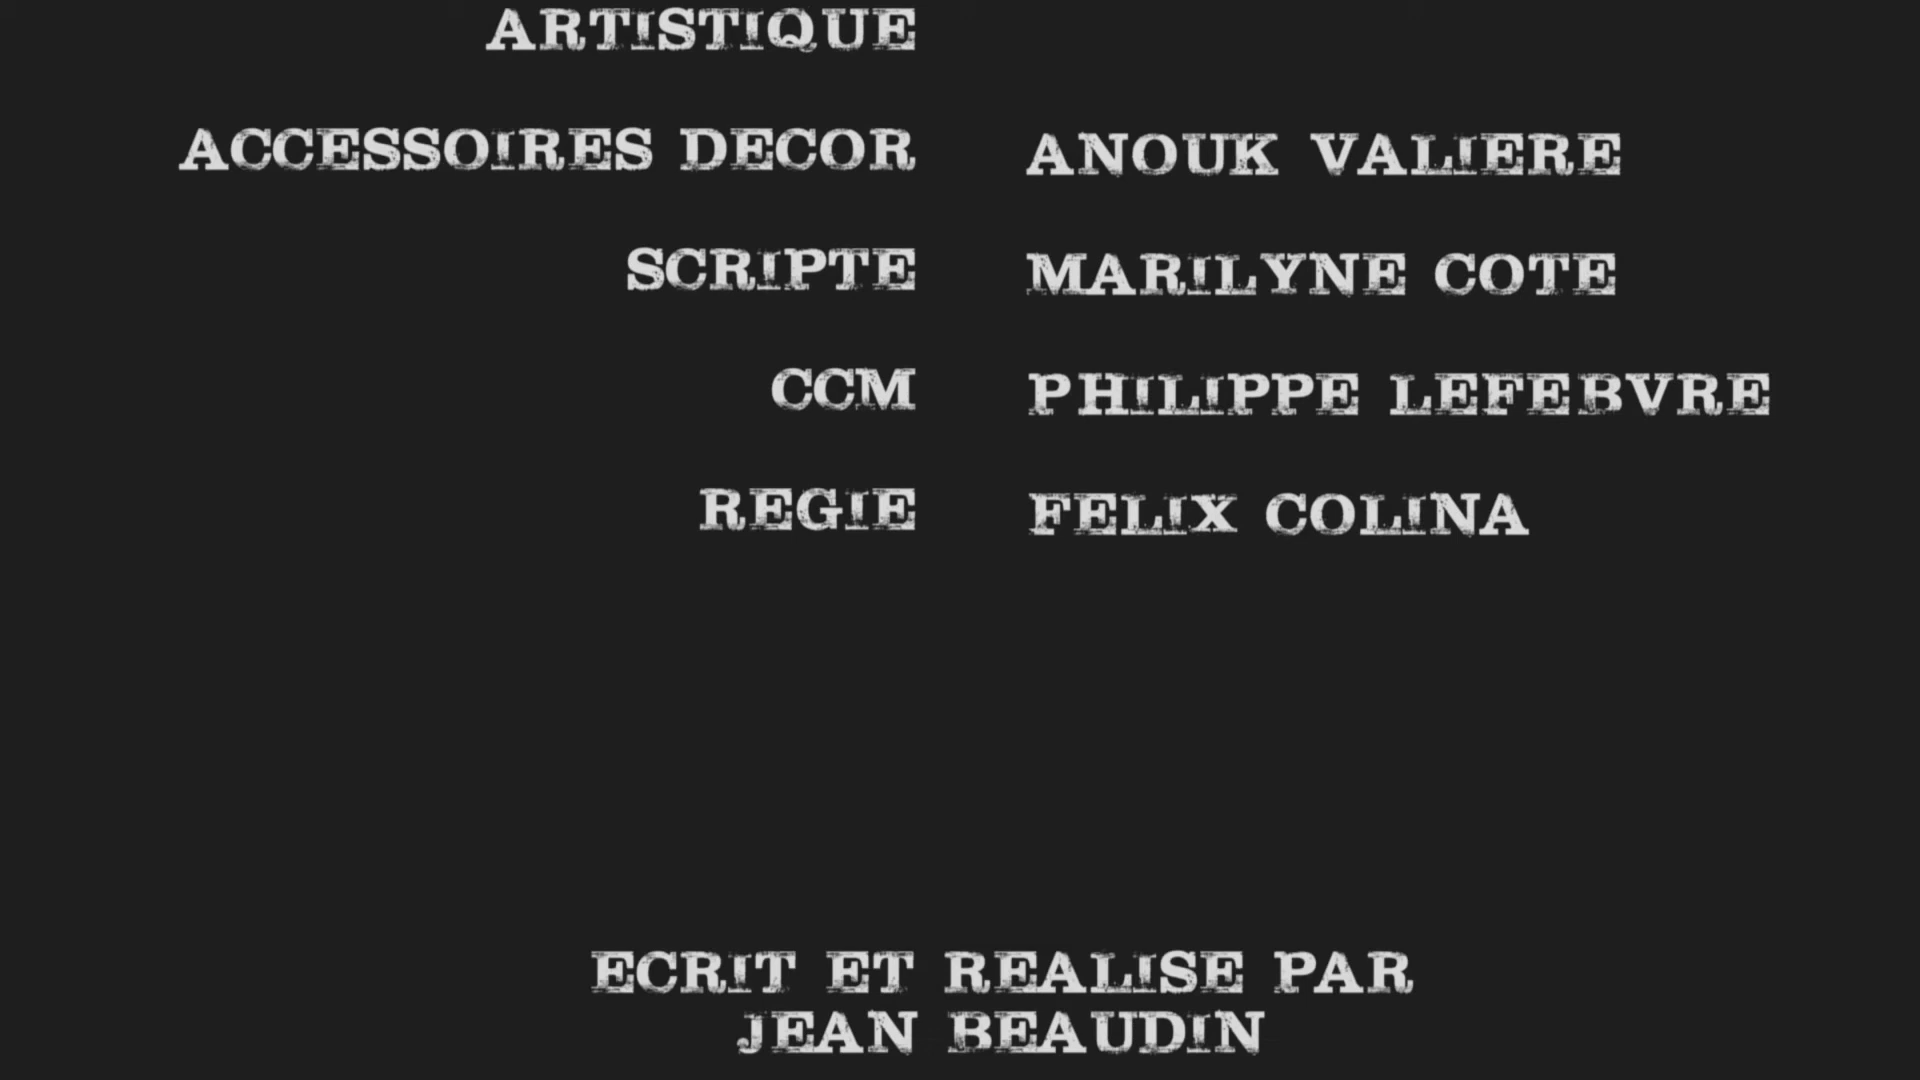 ARTISTIQUE
ACCESSOIRES DECOR ANOUK VALIERE
SCRIPTE MARILYNE COTE
CCM PHILIPPE LEFEBVRE
REGIE FELIX COLINA
ECRIT ET REALISE PAR
JEAN BEAUDIN